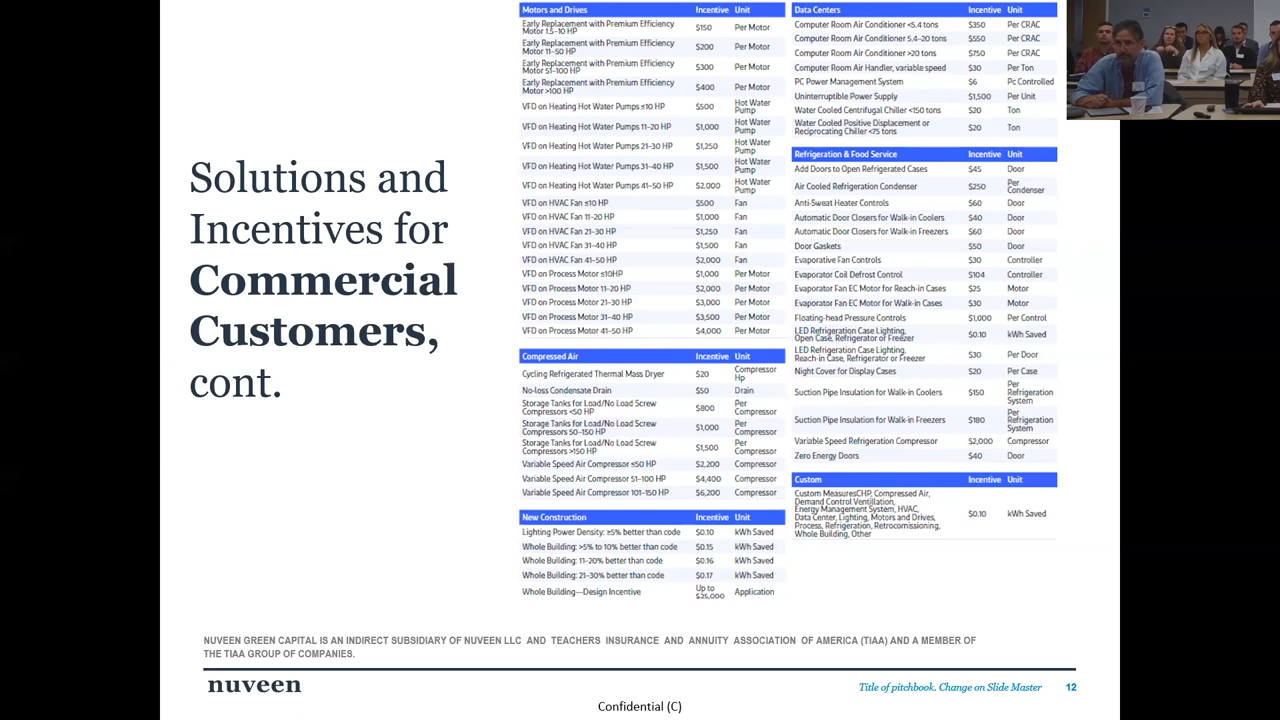 Solutions and
Incentives for
Commercial
Customers,
cont.
Motors and Drives Incentive Unit
Early Replacement with Premium Efficiency
Motor 1.5-10 HP $150 Per Motor
Early Replacement with Premium Efficiency
Motor 11-50 HP $200 Per Motor
Early Replacement with Premium Efficiency
Motor 51-100 HP $300 Per Motor
Early Replacement with Premium Efficiency
Motor >100 HP $400 Per Motor
VFD on Heating Hot Water Pumps ≤10 HP $500 Hot Water
Pump
VFD on Heating Hot Water Pumps 11-20 HP $1,000 Hot Water
Pump
VFD on Heating Hot Water Pumps 21-30 HP $1,250 Hot Water
Pump
VFD on Heating Hot Water Pumps 31-40 HP $1,500 Hot Water
Pump
VFD on Heating Hot Water Pumps 41-50 HP $2,000 Hot Water
Pump
VFD on HVAC Fan ≤10 HP $500 Fan
VFD on HVAC Fan 11-20 HP $1,000 Fan
VFD on HVAC Fan 21-30 HP $1,250 Fan
VFD on HVAC Fan 31-40 HP $1,500 Fan
VFD on HVAC Fan 41-50 HP $2,000 Fan
VFD on Process Motor ≤10HP $1,000 Per Motor
VFD on Process Motor 11-20 HP $2,000 Per Motor
VFD on Process Motor 21-30 HP $3,000 Per Motor
VFD on Process Motor 31-40 HP $3,500 Per Motor
VFD on Process Motor 41-50 HP $4,000 Per Motor
Compressed Air Incentive Unit
Cycling Refrigerated Thermal Mass Dryer $20 Compressor
Hp
No-loss Condensate Drain $50 Drain
Storage Tanks for Load/No Load Screw
Compressors <50 HP $800 Per
Compressor
Storage Tanks for Load/No Load Screw
Compressors 50-150 HP $1,000 Per
Compressor
Storage Tanks for Load/No Load Screw
Compressors >150 HP $1,500 Per
Compressor
Variable Speed Air Compressor ≤50 HP $2,200 Compressor
Variable Speed Air Compressor 51-100 HP $4,400 Compressor
Variable Speed Air Compressor 101-150 HP $6,200 Compressor
New Construction Incentive Unit
Lighting Power Density: ≥5% better than code $0.10 kWh Saved
Whole Building: >5% to 10% better than code $0.15 kWh Saved
Whole Building: 11-20% better than code $0.16 kWh Saved
Whole Building: 21-30% better than code $0.17 kWh Saved
Whole Building—Design Incentive Up to
$25,000 Application
Data Centers Incentive Unit
Computer Room Air Conditioner <5.4 tons $350 Per CRAC
Computer Room Air Conditioner 5.4-20 tons $550 Per CRAC
Computer Room Air Conditioner >20 tons $750 Per CRAC
Computer Room Air Handler, variable speed $30 Per Ton
PC Power Management System $6 Pc Controlled
Uninterruptible Power Supply $1,500 Per Unit
Water Cooled Centrifugal Chiller <150 tons $20 Ton
Water Cooled Positive Displacement or
Reciprocating Chiller <75 tons $20 Ton
Refrigeration & Food Service Incentive Unit
Add Doors to Open Refrigerated Cases $45 Door
Air Cooled Refrigeration Condenser $250 Per
Condenser
Anti-Sweat Heater Controls $60 Door
Automatic Door Closers for Walk-in Coolers $40 Door
Automatic Door Closers for Walk-in Freezers $60 Door
Door Gaskets $50 Door
Evaporative Fan Controls $30 Controller
Evaporator Coil Defrost Control $104 Controller
Evaporator Fan EC Motor for Reach-in Cases $25 Motor
Evaporator Fan EC Motor for Walk-in Cases $30 Motor
Floating-head Pressure Controls $1,000 Per Control
LED Refrigeration Case Lighting,
Open Case, Refrigerator or Freezer $0.10 kWh Saved
LED Refrigeration Case Lighting,
Reach-in Case, Refrigerator or Freezer $30 Per Door
Night Cover for Display Cases $20 Per Case
Suction Pipe Insulation for Walk-in Coolers $150 Per
Refrigeration
System
Suction Pipe Insulation for Walk-in Freezers $180 Per
Refrigeration
System
Variable Speed Refrigeration Compressor $2,000 Compressor
Zero Energy Doors $40 Door
Custom Incentive Unit
Custom MeasuresCHP, Compressed Air,
Demand Control Ventillation,
Energy Management System, HVAC,
Data Center, Lighting, Motors and Drives,
Process, Refrigeration, Retrocomissioning,
Whole Building, Other $0.10 kWh Saved
NUVEEN GREEN CAPITAL IS AN INDIRECT SUBSIDIARY OF NUVEEN LLC AND TEACHERS INSURANCE AND ANNUITY ASSOCIATION OF AMERICA (TIAA) AND A MEMBER OF
THE TIAA GROUP OF COMPANIES.
nuveen
Title of pitchbook. Change on Slide Master 12
Confidential (C)